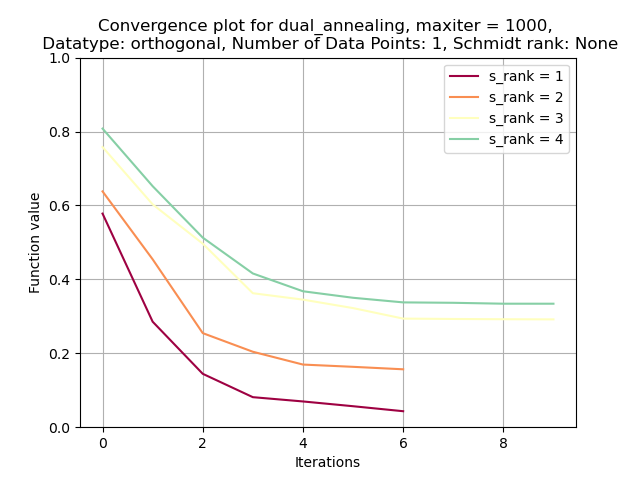 Convergence plot for dual_annealing, maxiter = 1000,
Datatype: orthogonal, Number of Data Points: 1, Schmidt rank: None
1.0
0.8
0.6
0.4
0.2
0.0
Function value
s_rank = 1
s_rank = 2
s_rank = 3
s_rank = 4
0 2 4 6 8
Iterations